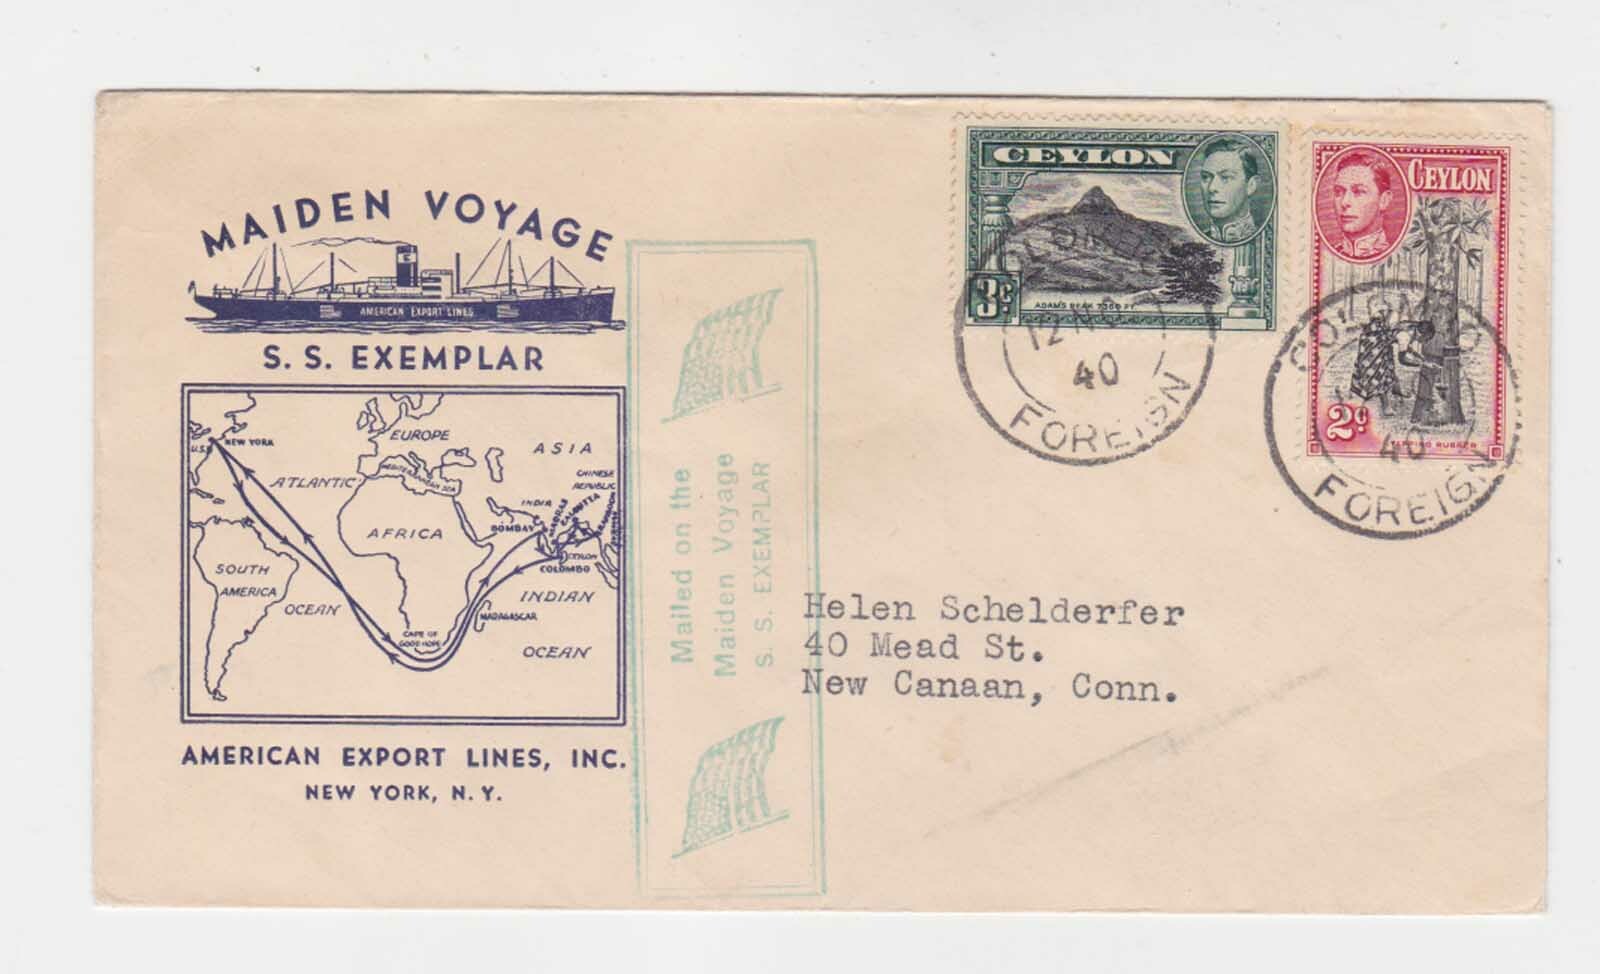 MAIDEN VOYAGE
AMERICAN EXPORT LINES
S. S. EXEMPLAR
NEW YORK
U.S.
EUROPE
ASIA
MEDITERRANEAN SEA
CHINESE
REPUBLIC
ATLANTIC
INDIA
MADRAS
CALCUTTA
RANGOON
BOMBAY
AFRICA
CEYLON
COLOMBO
SOUTH
AMERICA
OCEAN
INDIAN
MADAGASCAR
CAPE OF
GOOD HOPE
OCEAN
AMERICAN EXPORT LINES, INC.
NEW YORK, N. Y.
Mailed on the
Maiden Voyage
S. S. EXEMPLAR
CEYLON
ADAM'S PEAK 7360 FT.
3c
40
FOREIGN
CEYLON
2c
TAPPING RUBBER
COLOMBO
40
FOREIGN
Helen Schelderfer
40 Mead St.
New Canaan, Conn.